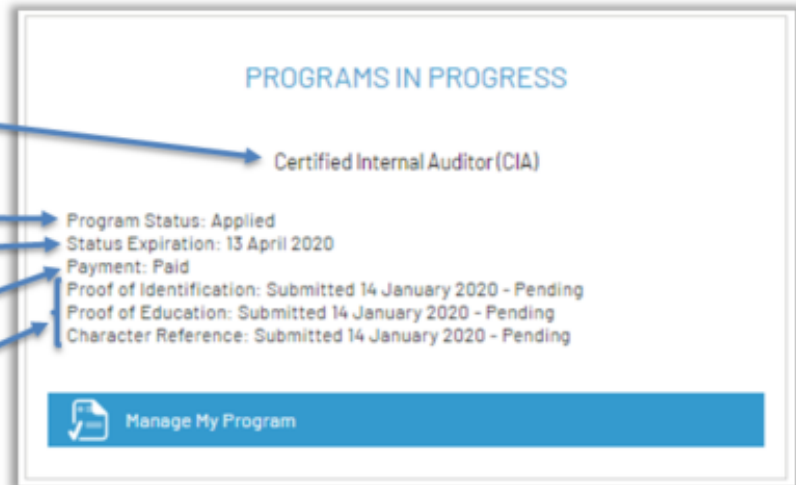 PROGRAMS IN PROGRESS
Certified Internal Auditor (CIA)
Program Status: Applied
Status Expiration: 13 April 2020
Payment: Paid
Proof of Identification: Submitted 14 January 2020 - Pending
Proof of Education: Submitted 14 January 2020 - Pending
Character Reference: Submitted 14 January 2020 - Pending
Manage My Program